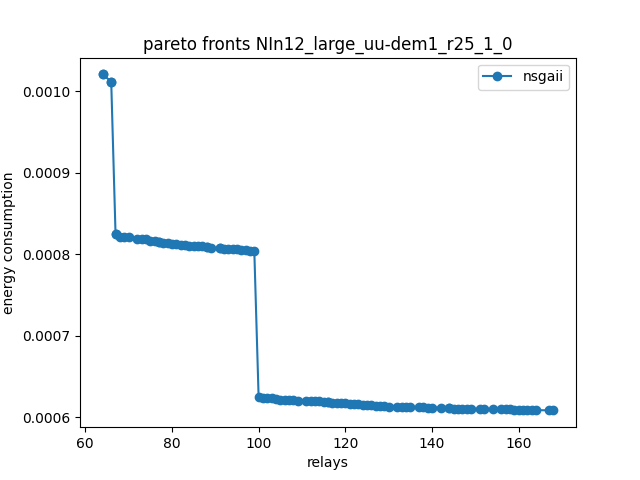 pareto fronts NIn12_large_uu-dem1_r25_1_0
nsgaii
energy consumption
0.0010
0.0009
0.0008
0.0007
0.0006
60 80 100 120 140 160
relays